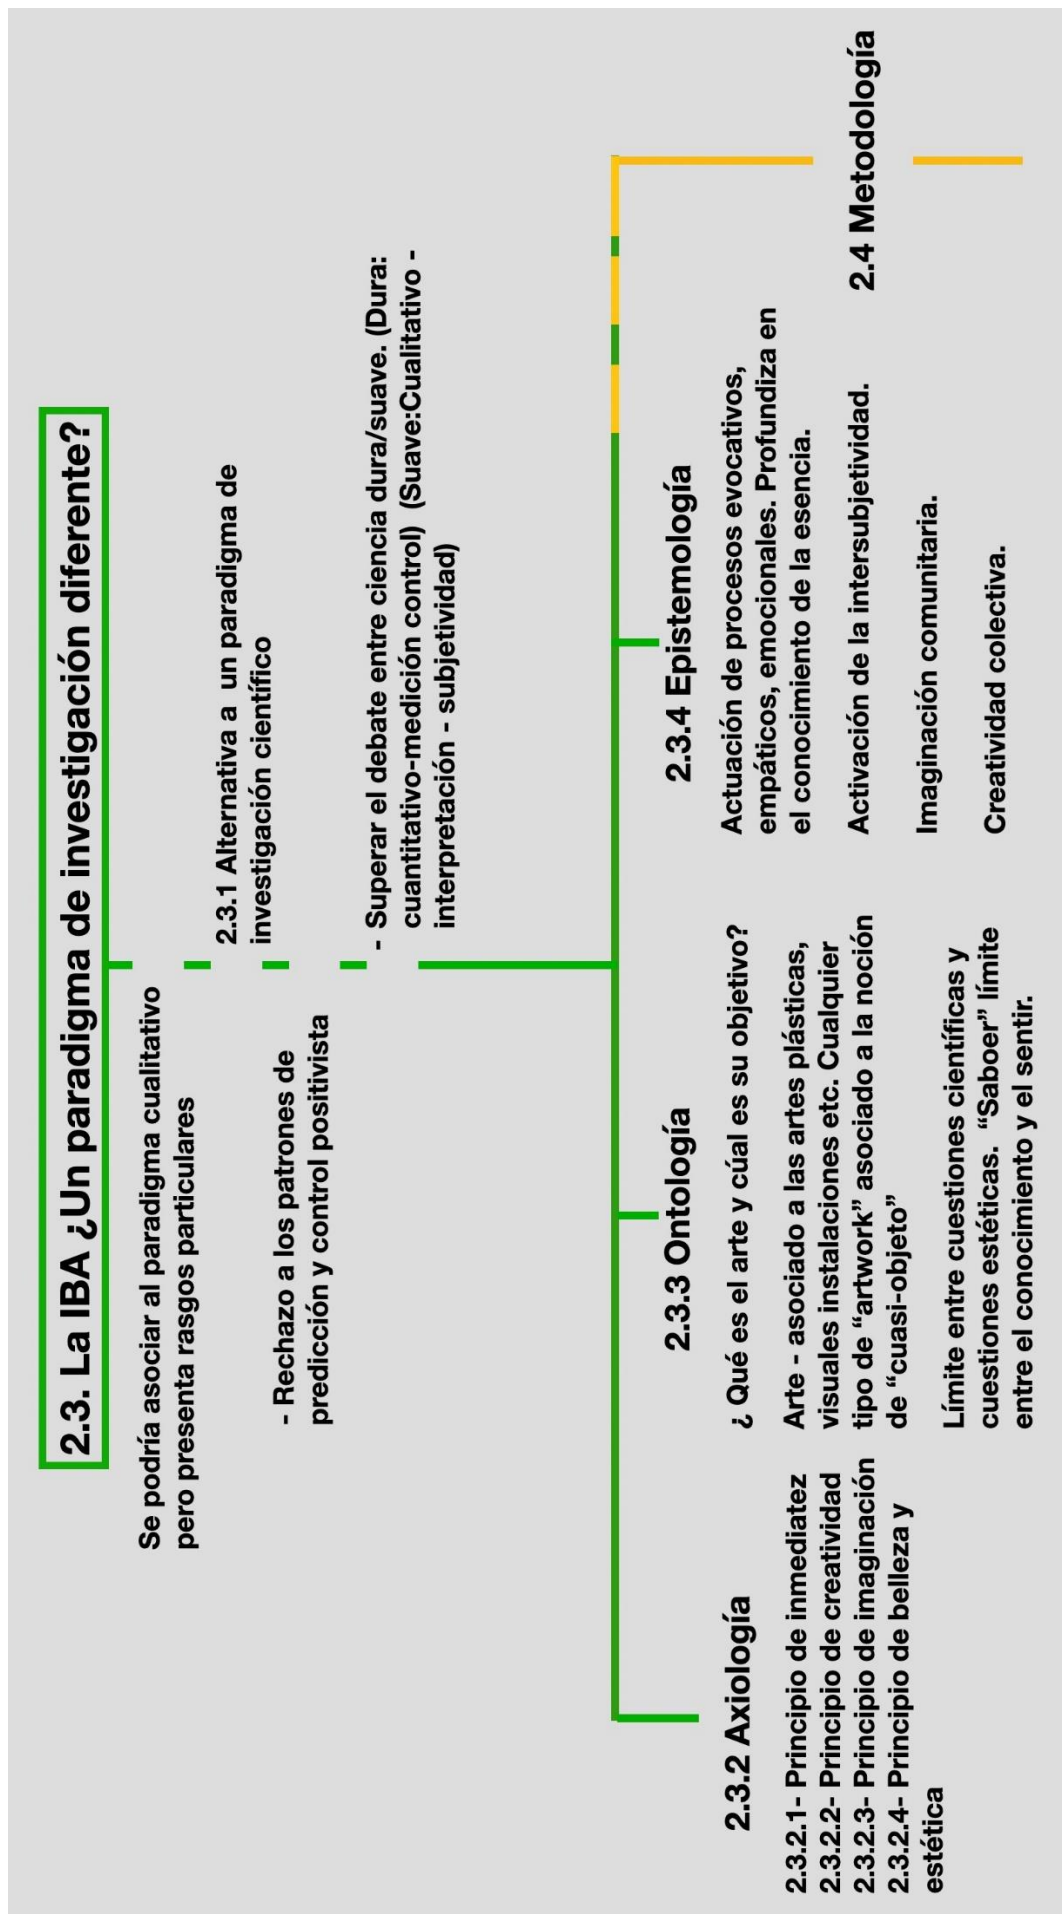 2.3. La IBA ¿Un paradigma de investigación diferente?
Se podría asociar al paradigma cualitativo
pero presenta rasgos particulares
2.3.1 Alternativa a un paradigma de
investigación científico
- Rechazo a los patrones de
predicción y control positivista
- Superar el debate entre ciencia dura/suave. (Dura:
cuantitativo-medición control) (Suave:Cualitativo -
interpretación - subjetividad)
2.3.2 Axiología
2.3.2.1- Principio de inmediatez
2.3.2.2- Principio de creatividad
2.3.2.3- Principio de imaginación
2.3.2.4- Principio de belleza y
estética
2.3.3 Ontología
¿ Qué es el arte y cúal es su objetivo?
Arte - asociado a las artes plásticas,
visuales instalaciones etc. Cualquier
tipo de “artwork” asociado a la noción
de “cuasi-objeto”
Límite entre cuestiones científicas y
cuestiones estéticas. “Saboer” límite
entre el conocimiento y el sentir.
2.3.4 Epistemología
Actuación de procesos evocativos,
empáticos, emocionales. Profundiza en
el conocimiento de la esencia.
Activación de la intersubjetividad.
Imaginación comunitaria.
Creatividad colectiva.
2.4 Metodología